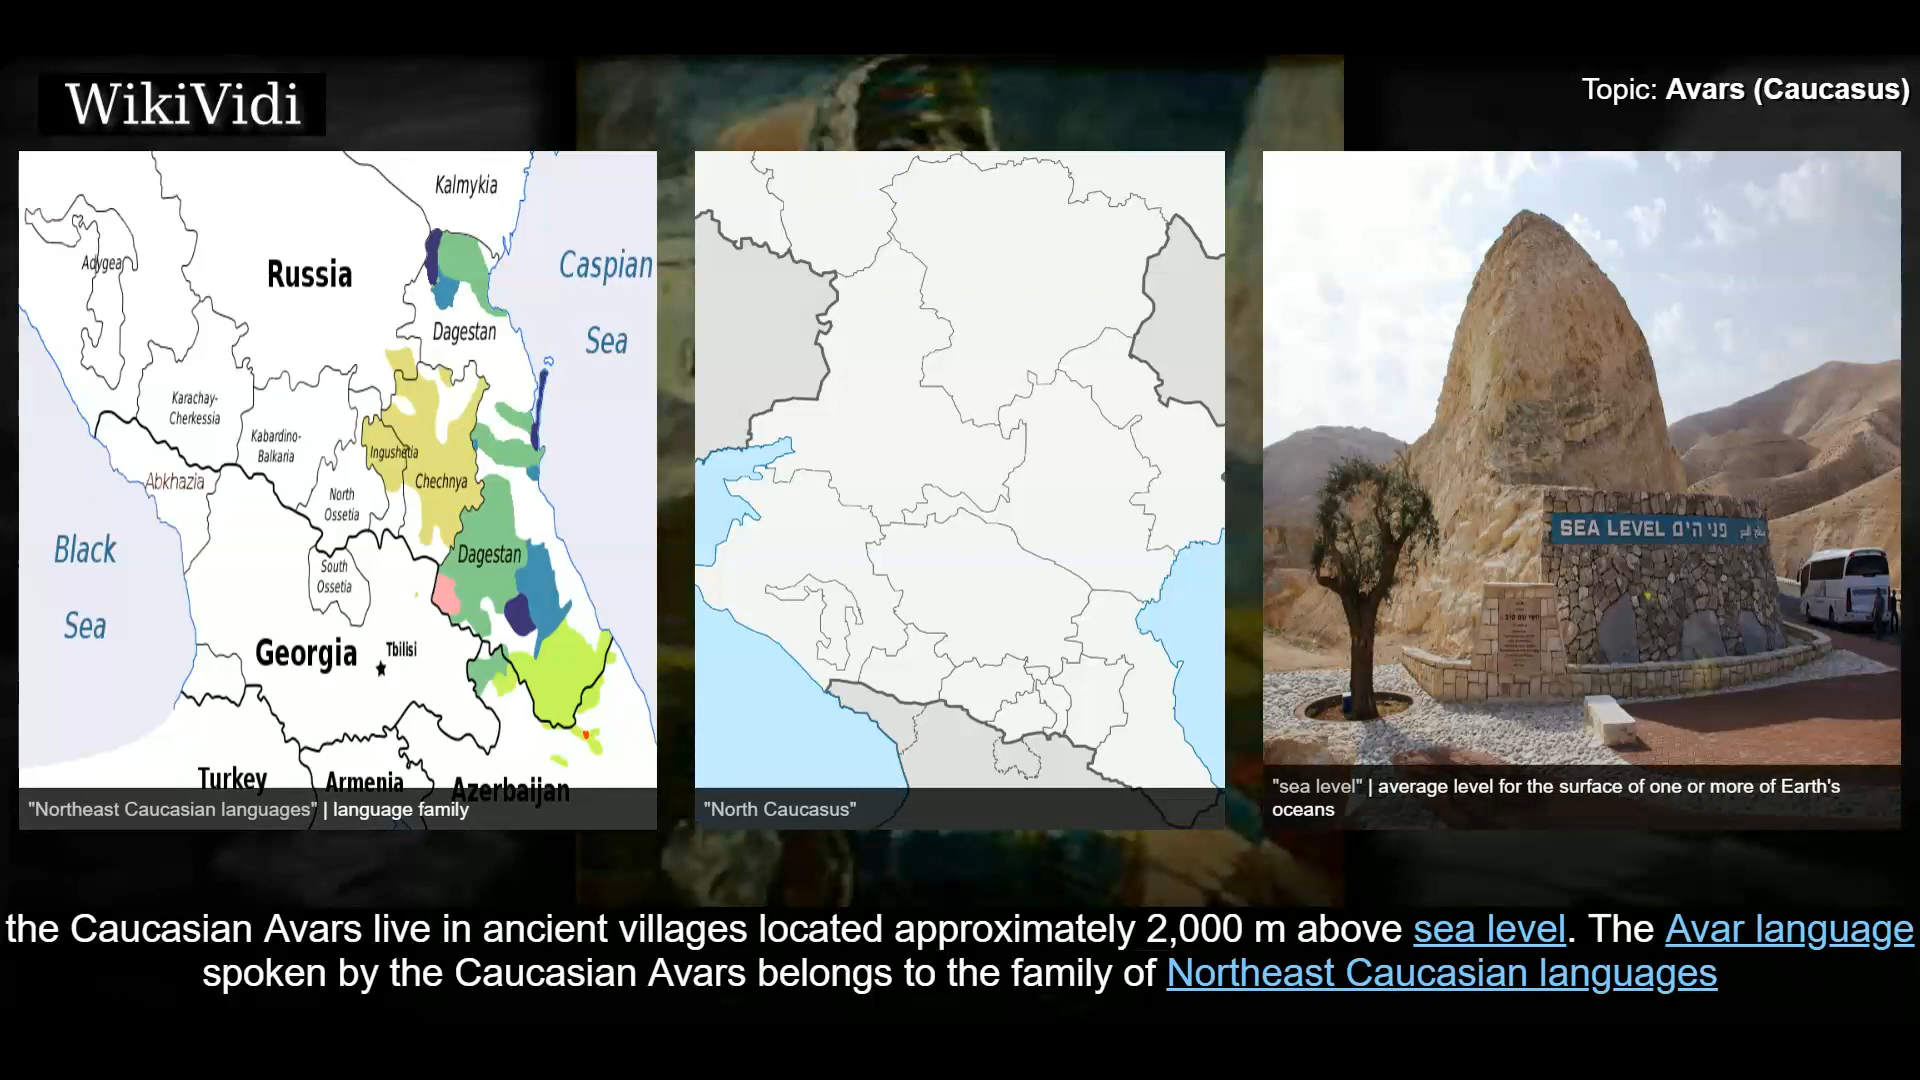 WikiVidi
Topic: Avars (Caucasus)
Kalmykia
Adygea
Russia
Caspian
Sea
Dagestan
Karachay-
Cherkessia
Kabardino-
Balkaria
Ingushetia
Chechnya
Abkhazia
North
Ossetia
Black
Sea
Dagestan
South
Ossetia
Georgia
Tbilisi
Turkey
Armenia
Azerbaijan
"Northeast Caucasian languages" | language family
"North Caucasus"
SEA LEVEL פני הים
"sea level" | average level for the surface of one or more of Earth's
oceans
the Caucasian Avars live in ancient villages located approximately 2,000 m above sea level. The Avar language
spoken by the Caucasian Avars belongs to the family of Northeast Caucasian languages